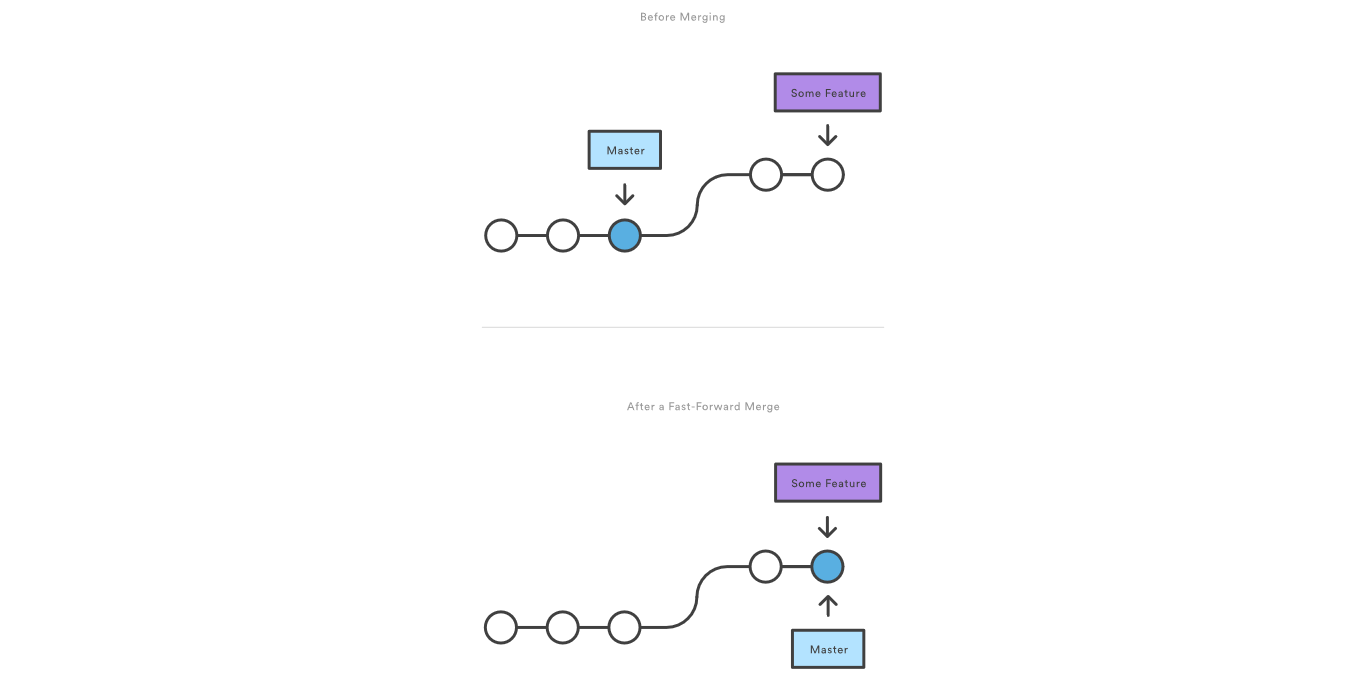 Before Merging
Some Feature
Master
After a Fast-Forward Merge
Some Feature
Master